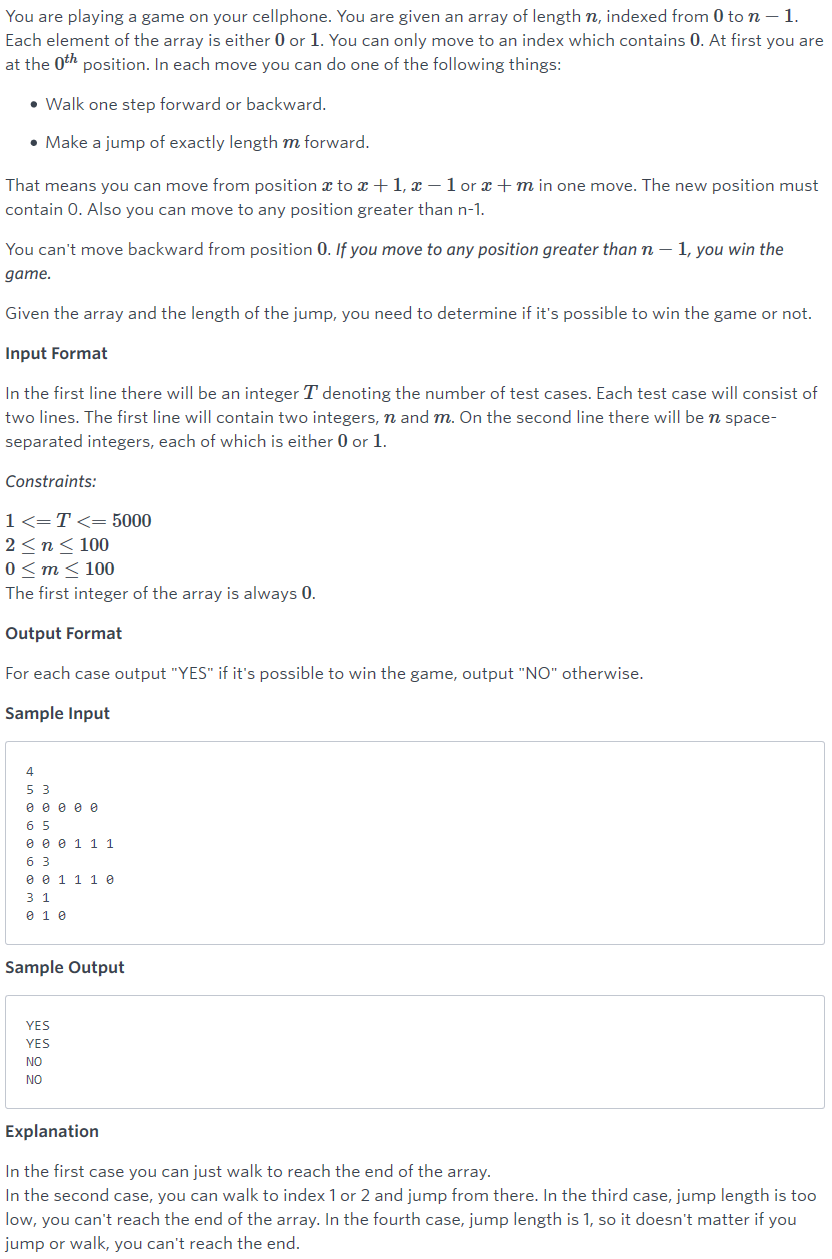 You are playing a game on your cellphone. You are given an array of length n, indexed from 0 to n − 1.
Each element of the array is either 0 or 1. You can only move to an index which contains 0. At first you are
at the 0th position. In each move you can do one of the following things:
• Walk one step forward or backward.
• Make a jump of exactly length m forward.
That means you can move from position x to x + 1, x − 1 or x + m in one move. The new position must
contain 0. Also you can move to any position greater than n-1.
You can't move backward from position 0. If you move to any position greater than n − 1, you win the
game.
Given the array and the length of the jump, you need to determine if it's possible to win the game or not.
Input Format
In the first line there will be an integer T denoting the number of test cases. Each test case will consist of
two lines. The first line will contain two integers, n and m. On the second line there will be n space-
separated integers, each of which is either 0 or 1.
Constraints:
1 <= T <= 5000
2 ≤ n ≤ 100
0 ≤ m ≤ 100
The first integer of the array is always 0.
Output Format
For each case output "YES" if it's possible to win the game, output "NO" otherwise.
Sample Input
4
5 3
0 0 0 0 0
6 5
0 0 0 1 1 1
6 3
0 0 1 1 1 0
3 1
0 1 0
Sample Output
YES
YES
NO
NO
Explanation
In the first case you can just walk to reach the end of the array.
In the second case, you can walk to index 1 or 2 and jump from there. In the third case, jump length is too
low, you can't reach the end of the array. In the fourth case, jump length is 1, so it doesn't matter if you
jump or walk, you can't reach the end.